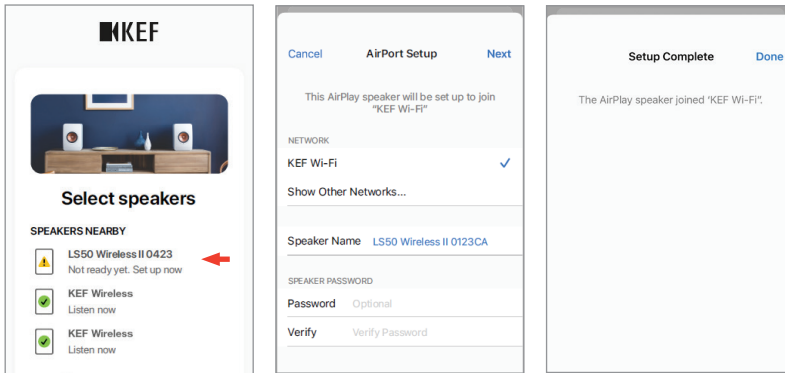 KEF
Select speakers
SPEAKERS NEARBY
LS50 Wireless II 0423
Not ready yet. Set up now
KEF Wireless
Listen now
KEF Wireless
Listen now
Cancel AirPort Setup Next
This AirPlay speaker will be set up to join
“KEF Wi-Fi”
NETWORK
KEF Wi-Fi
Show Other Networks...
Speaker Name LS50 Wireless II 0123CA
SPEAKER PASSWORD
Password Optional
Verify Verify Password
Setup Complete Done
The AirPlay speaker joined ‘KEF Wi-Fi”.